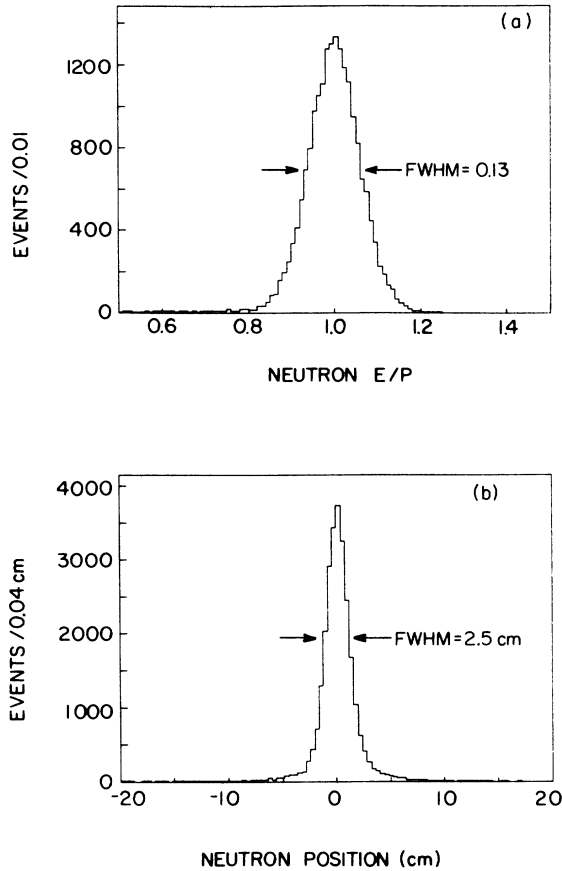 (a)
1200
800
400
0
EVENTS/0.01
FWHM = 0.13
0.6 0.8 1.0 1.2 1.4
NEUTRON E/P
(b)
4000
3000
2000
1000
0
EVENTS/0.04 cm
FWHM = 2.5 cm
-20 -10 0 10 20
NEUTRON POSITION (cm)